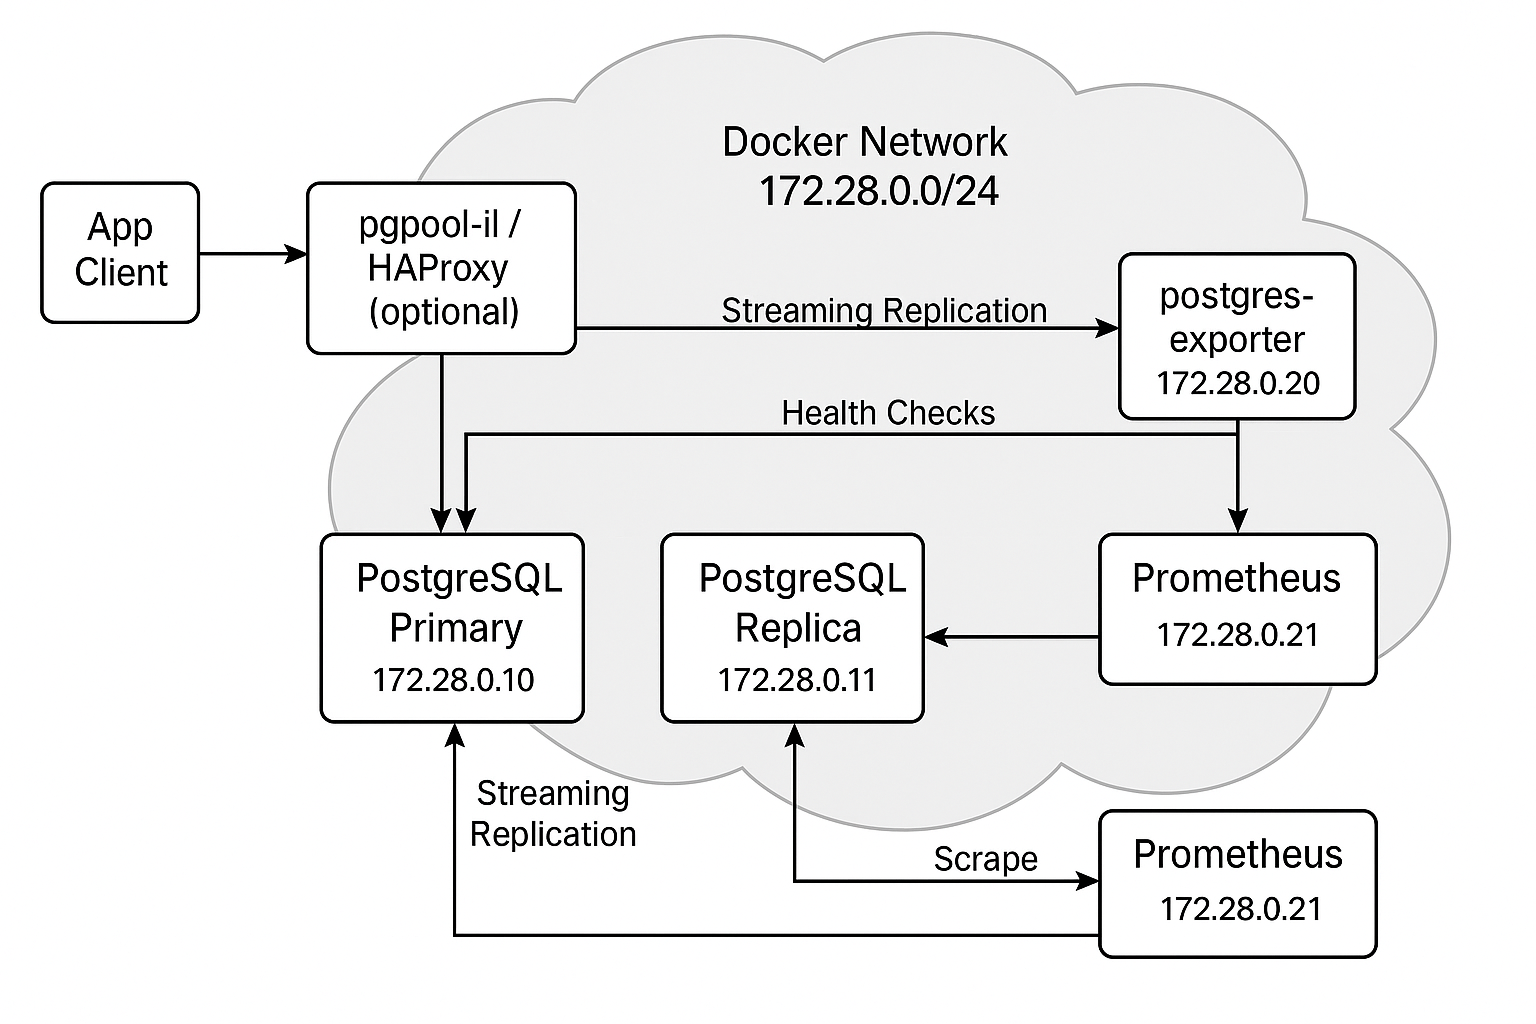 Docker Network
172.28.0.0/24
App
Client
pgpool-il /
HAProxy
(optional)
Streaming Replication
postgres-
exporter
172.28.0.20
Health Checks
PostgreSQL
Primary
172.28.0.10
PostgreSQL
Replica
172.28.0.11
Prometheus
172.28.0.21
Streaming
Replication
Scrape
Prometheus
172.28.0.21